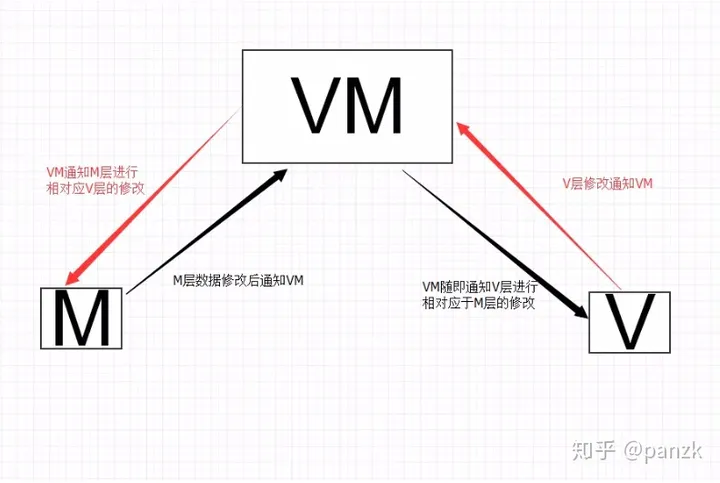 VM
VM通知M层进行
相对应V层的修改
V层修改通知VM
M层数据修改后通知VM
VM随即通知V层进行
相对应于M层的修改
M
V
知乎 @panzk